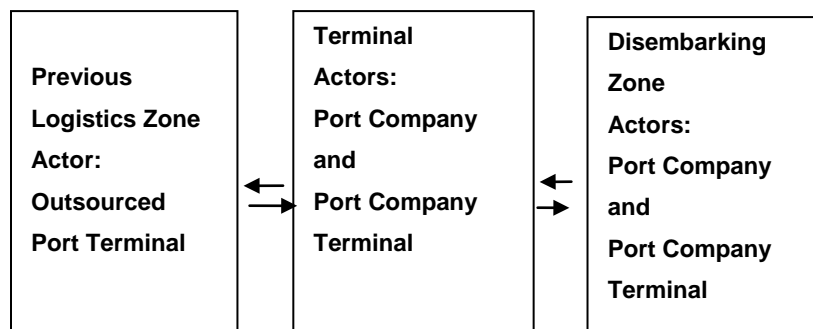 Previous
Logistics Zone
Actor:
Outsourced
Port Terminal
Terminal
Actors:
Port Company
and
Port Company
Terminal
Disembarking
Zone
Actors:
Port Company
and
Port Company
Terminal